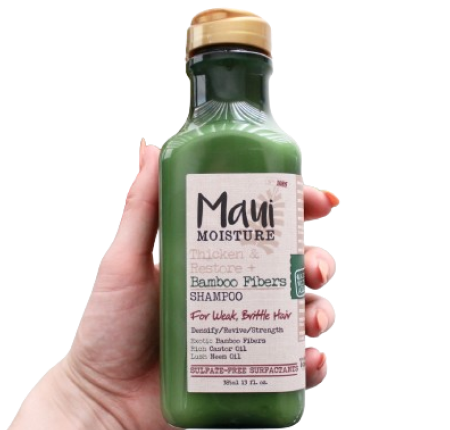 Maui
MOISTURE
Thicken &
Restore +
Bamboo Fibers
SHAMPOO
For Weak, Brittle Hair
Densify/Revive/Strength
Exotic Bamboo Fibers
Rich Castor Oil
Lush Neem Oil
SULFATE-FREE SURFACTANTS
385ml 13 fl. oz.